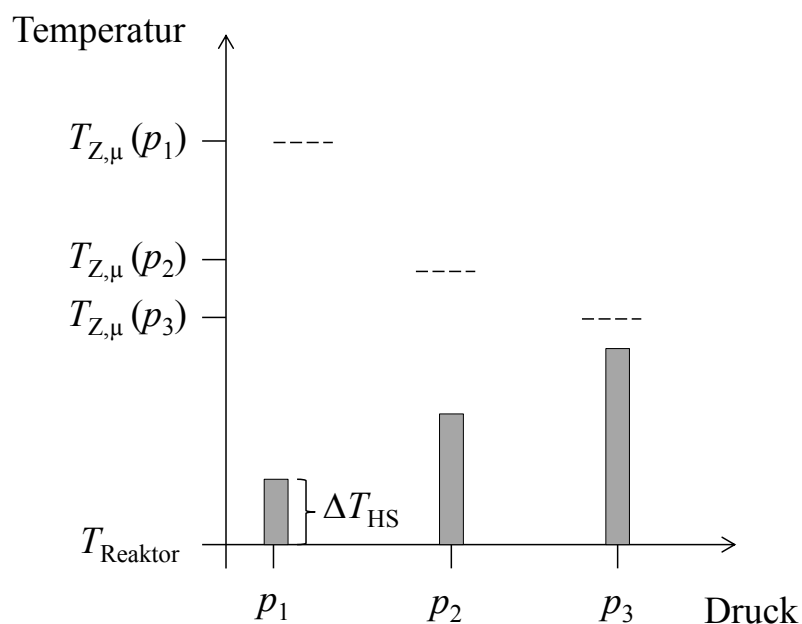 Temperatur
T_Z,μ (p_1)
T_Z,μ (p_2)
T_Z,μ (p_3)
ΔT_HS
T_Reaktor
p_1 p_2 p_3 Druck